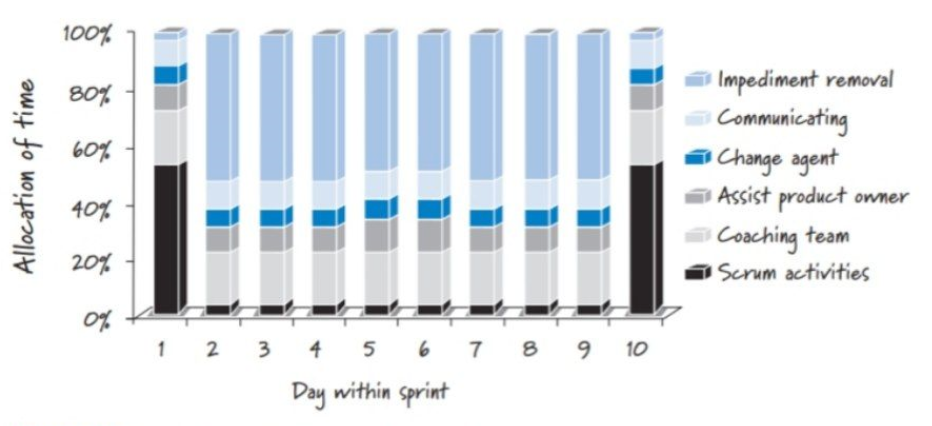 100%
80%
60%
40%
20%
0%
Allocation of time
1 2 3 4 5 6 7 8 9 10
Day within sprint
Impediment removal
Communicating
Change agent
Assist product owner
Coaching team
Scrum activities